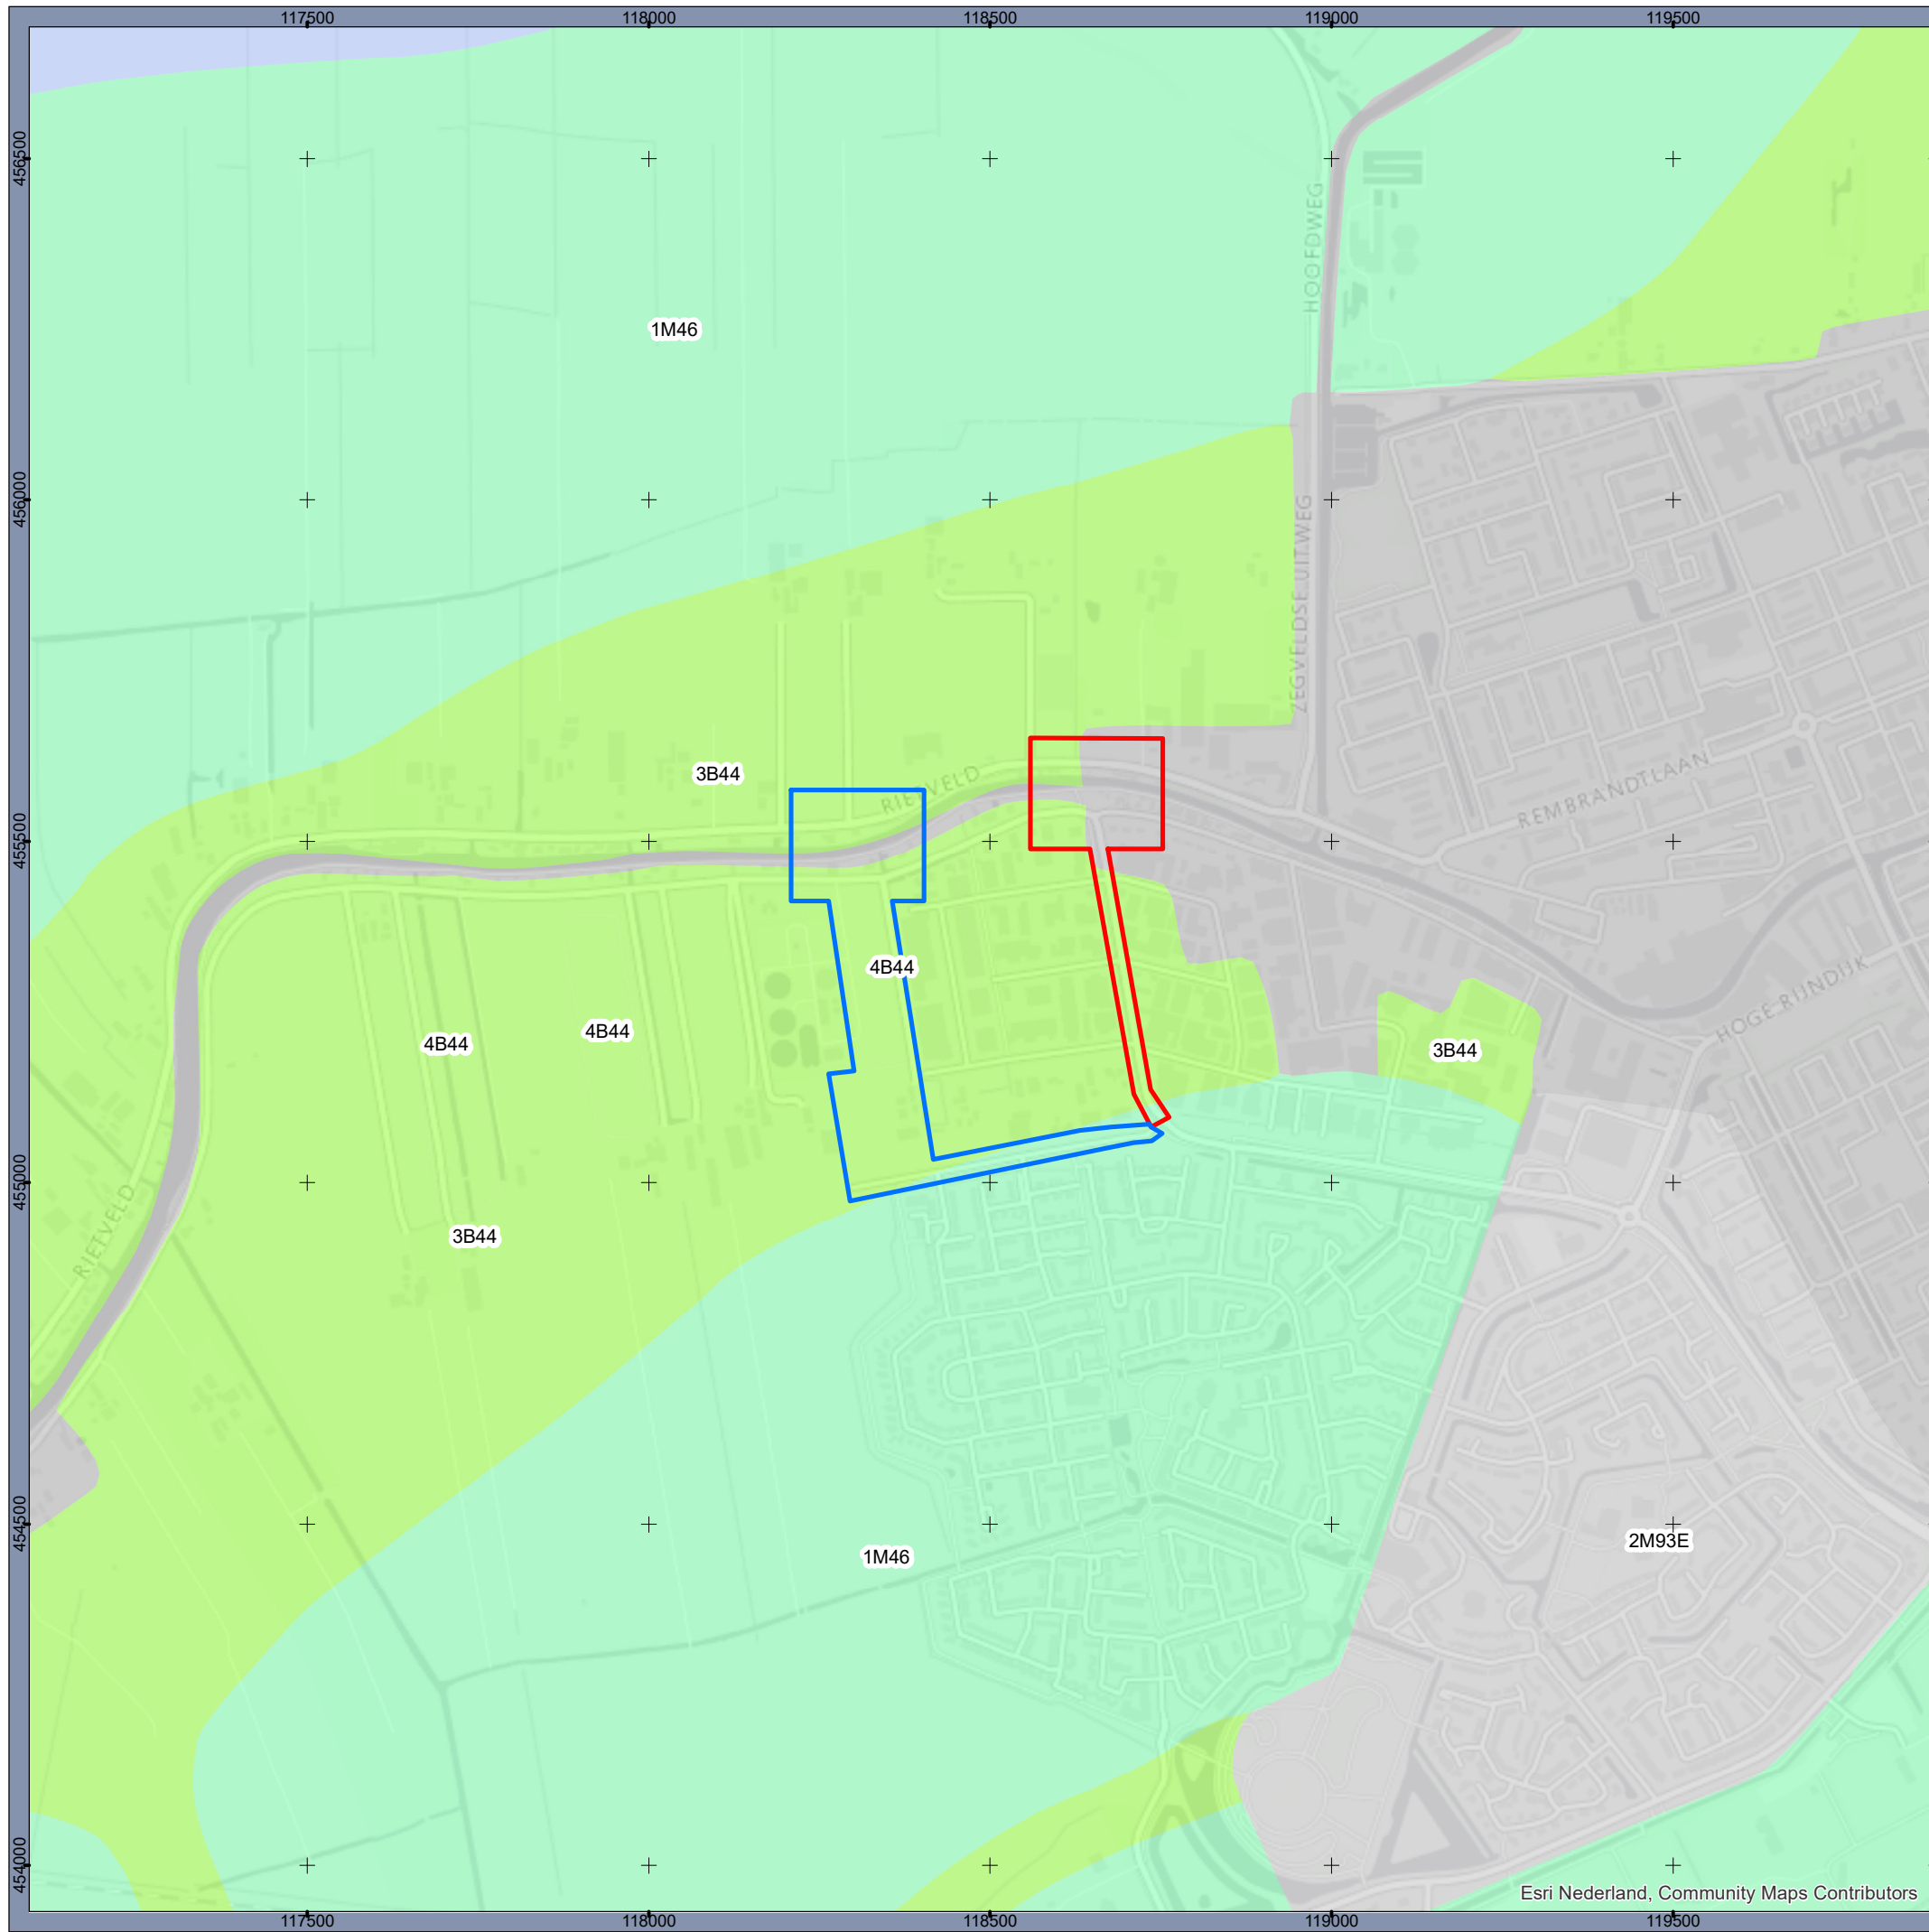 117500 118000 118500 119000 119500
456500
HOOFDWEG
1M46
456000
ZEGVELDSE UITWEG
3B44
RIETVELD
REMBRANDTLAAN
455500
4B44
HOGE RIJNDIJK
4B44
4B44
3B44
455000
RIETVELD
3B44
454500
1M46
2M93E
454000
Esri Nederland, Community Maps Contributors
117500 118000 118500 119000 119500